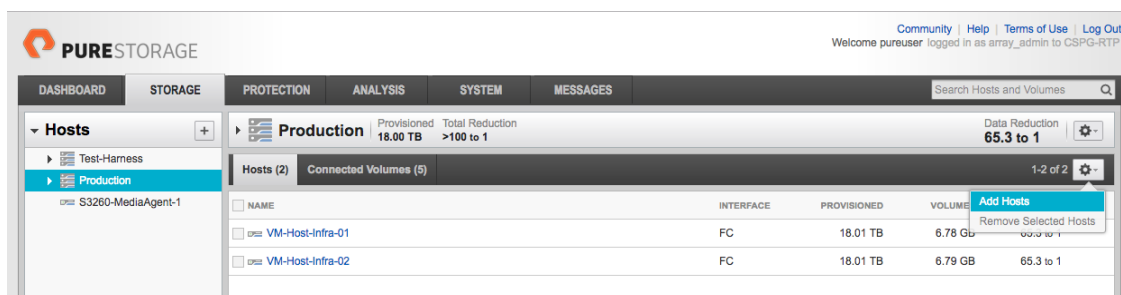 Community | Help | Terms of Use | Log Out
PURESTORAGE
Welcome pureuser logged in as array_admin to CSPG-RTP
DASHBOARD STORAGE PROTECTION ANALYSIS SYSTEM MESSAGES Search Hosts and Volumes
Hosts +
Production Provisioned 18.00 TB Total Reduction >100 to 1 Data Reduction 65.3 to 1
Test-Harness
Production
S3260-MediaAgent-1
Hosts (2) Connected Volumes (5) 1-2 of 2
Add Hosts
Remove Selected Hosts
NAME INTERFACE PROVISIONED VOLUME
VM-Host-Infra-01 FC 18.01 TB 6.78 GB 65.3 to 1
VM-Host-Infra-02 FC 18.01 TB 6.79 GB 65.3 to 1